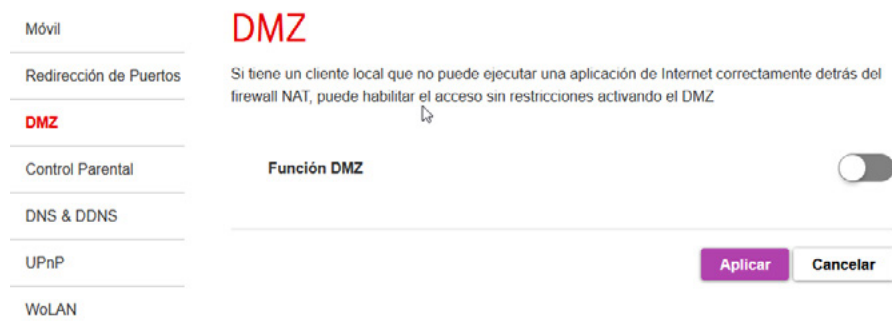 Móvil
Redirección de Puertos
DMZ
Control Parental
DNS & DDNS
UPnP
WoLAN
DMZ
Si tiene un cliente local que no puede ejecutar una aplicación de Internet correctamente detrás del
firewall NAT, puede habilitar el acceso sin restricciones activando el DMZ
Función DMZ
Aplicar
Cancelar